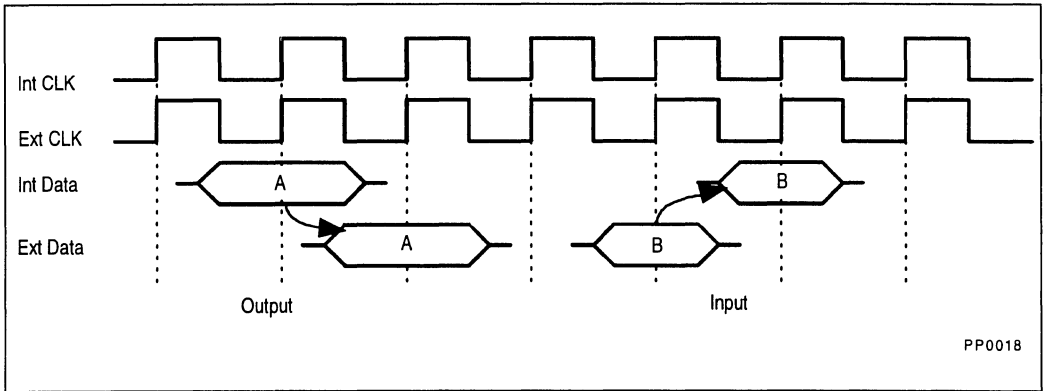 Int CLK
Ext CLK
Int Data
A
B
Ext Data
A
B
Output
Input
PP0018